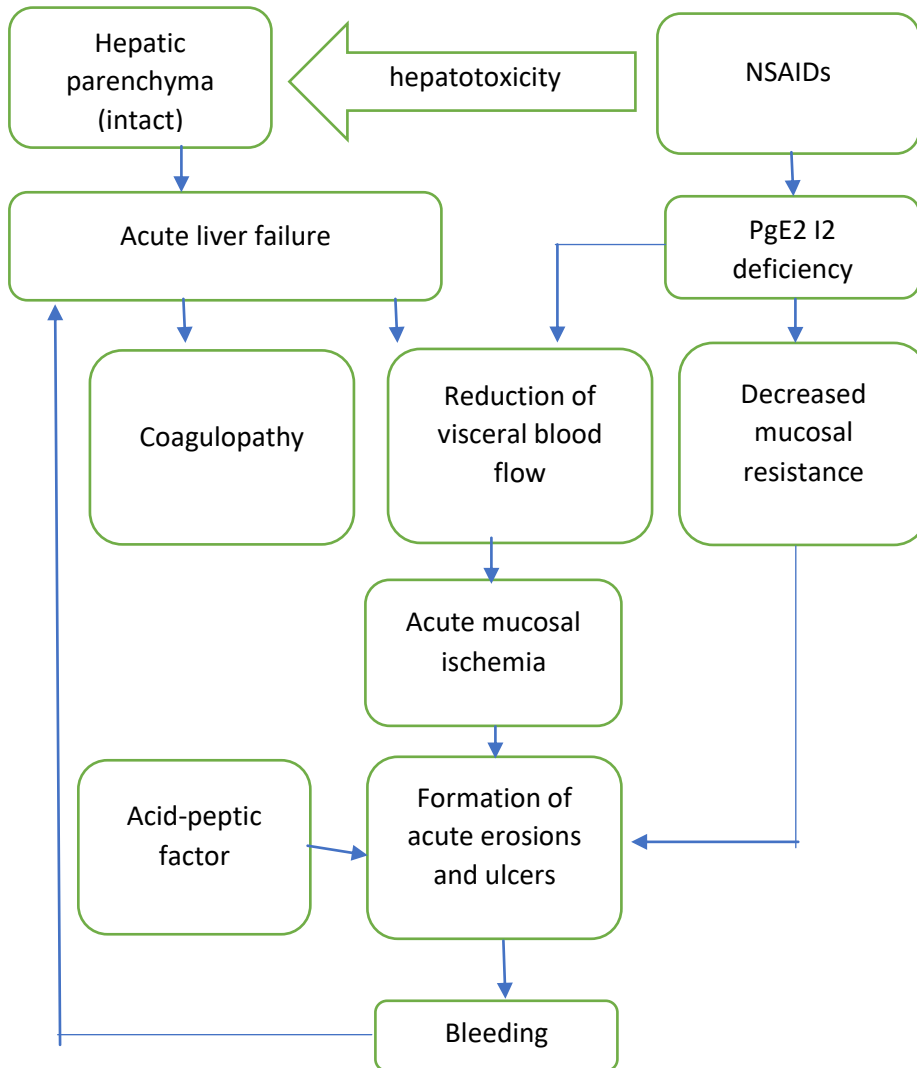 Hepatic
parenchyma
(intact)
hepatotoxicity
NSAIDs
Acute liver failure
PgE2 I2
deficiency
Coagulopathy
Reduction of
visceral blood
flow
Decreased
mucosal
resistance
Acute mucosal
ischemia
Acid-peptic
factor
Formation of
acute erosions
and ulcers
Bleeding